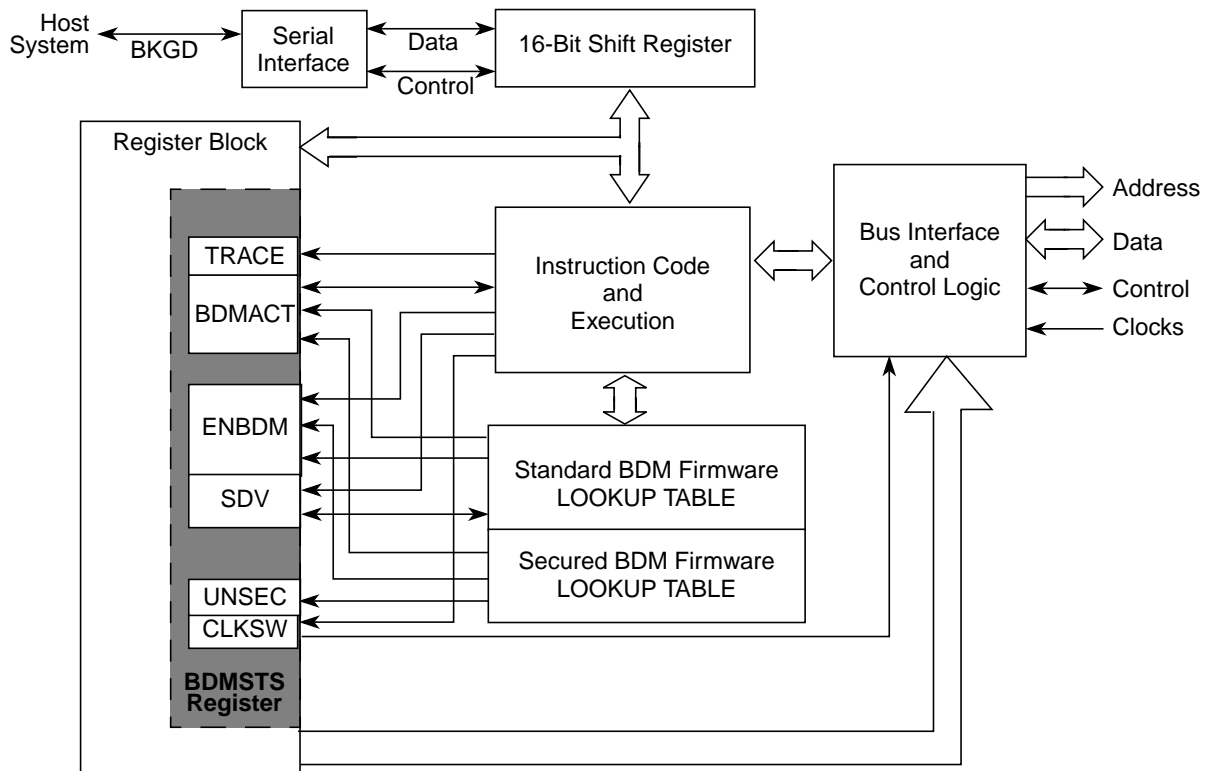 Host
System
BKGD
Serial
Interface
Data
Control
16-Bit Shift Register
Register Block
TRACE
BDMACT
ENBDM
SDV
UNSEC
CLKSW
BDMSTS
Register
Instruction Code
and
Execution
Standard BDM Firmware
LOOKUP TABLE
Secured BDM Firmware
LOOKUP TABLE
Bus Interface
and
Control Logic
Address
Data
Control
Clocks